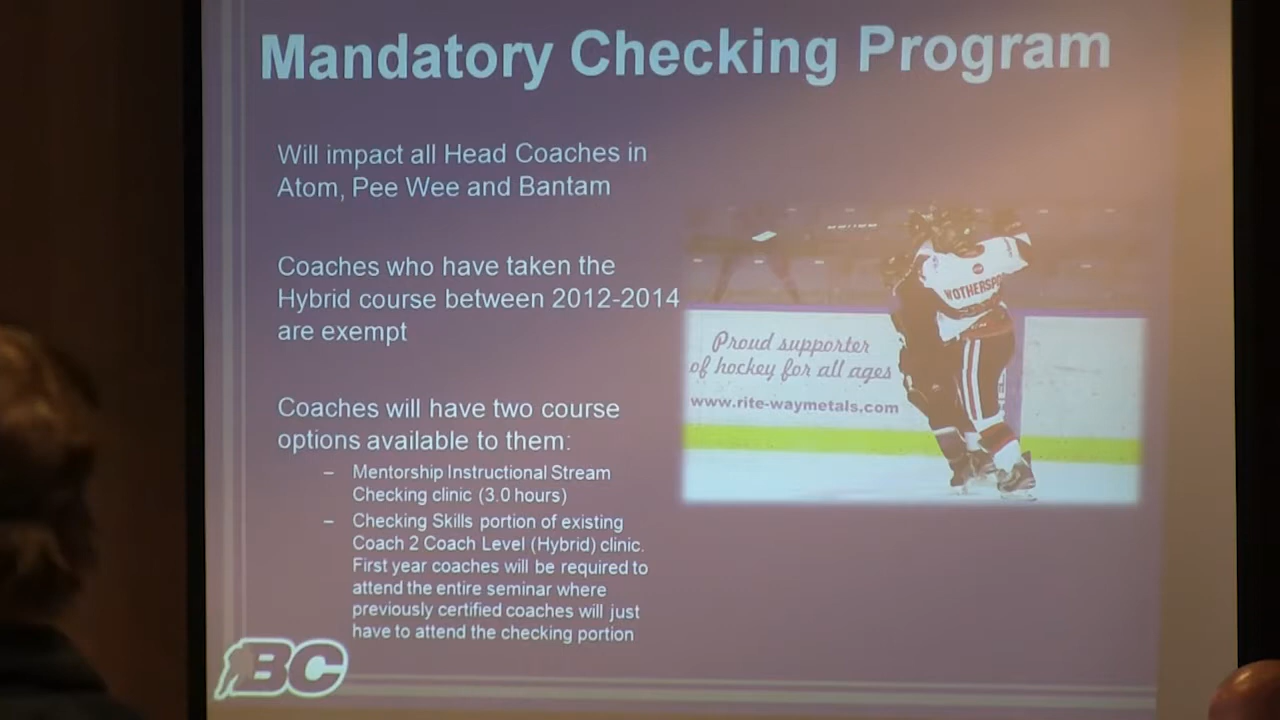 Mandatory Checking Program
Will impact all Head Coaches in
Atom, Pee Wee and Bantam
Coaches who have taken the
Hybrid course between 2012-2014
are exempt
Coaches will have two course
options available to them:
– Mentorship Instructional Stream
Checking clinic (3.0 hours)
– Checking Skills portion of existing
Coach 2 Coach Level (Hybrid) clinic.
First year coaches will be required to
attend the entire seminar where
previously certified coaches will just
have to attend the checking portion
Proud supporter
of hockey for all ages
www.rite-waymetals.com
BC